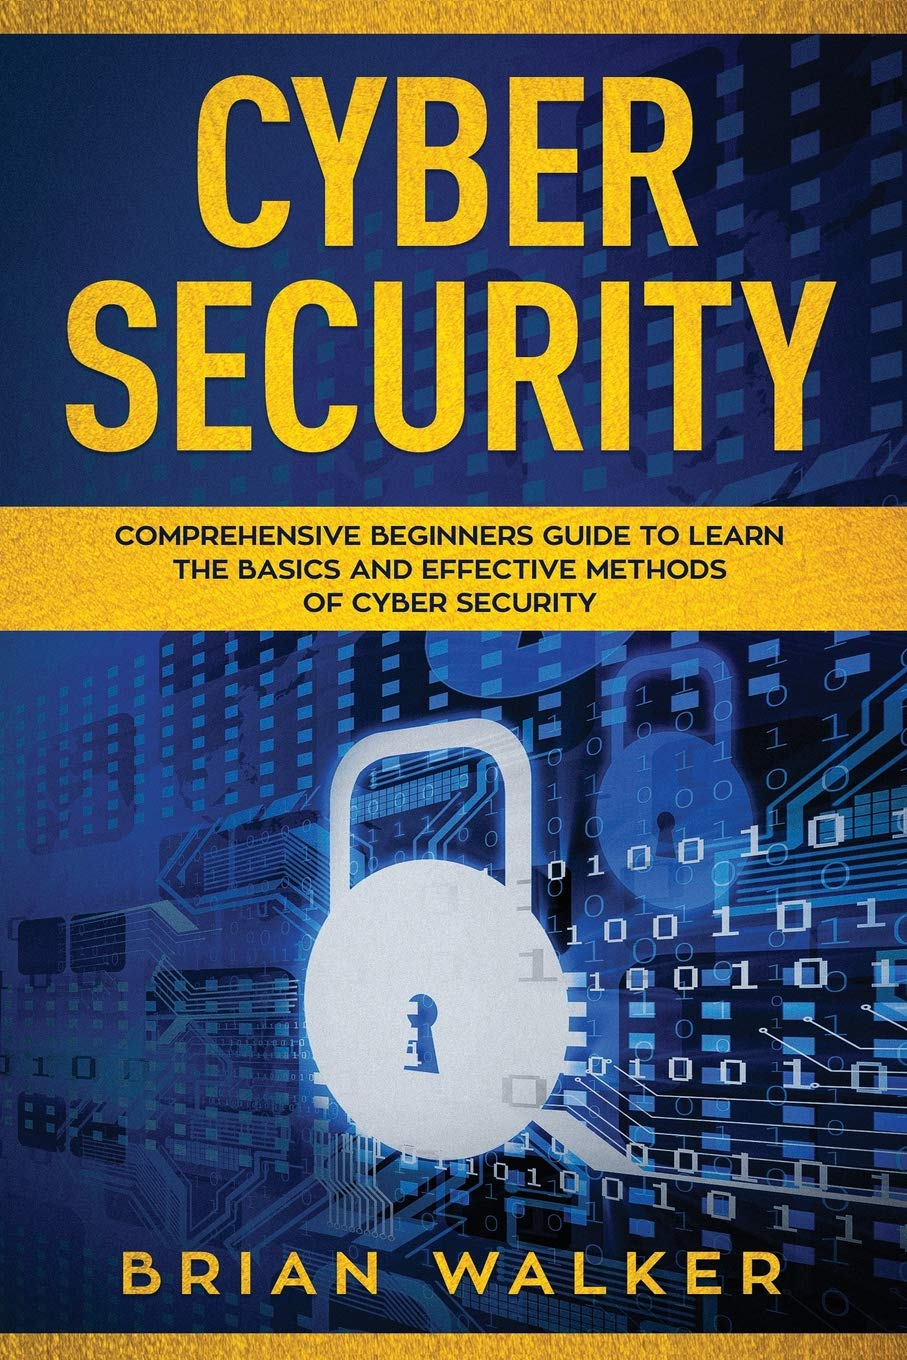 CYBER
SECURITY
COMPREHENSIVE BEGINNERS GUIDE TO LEARN
THE BASICS AND EFFECTIVE METHODS
OF CYBER SECURITY
BRIAN WALKER